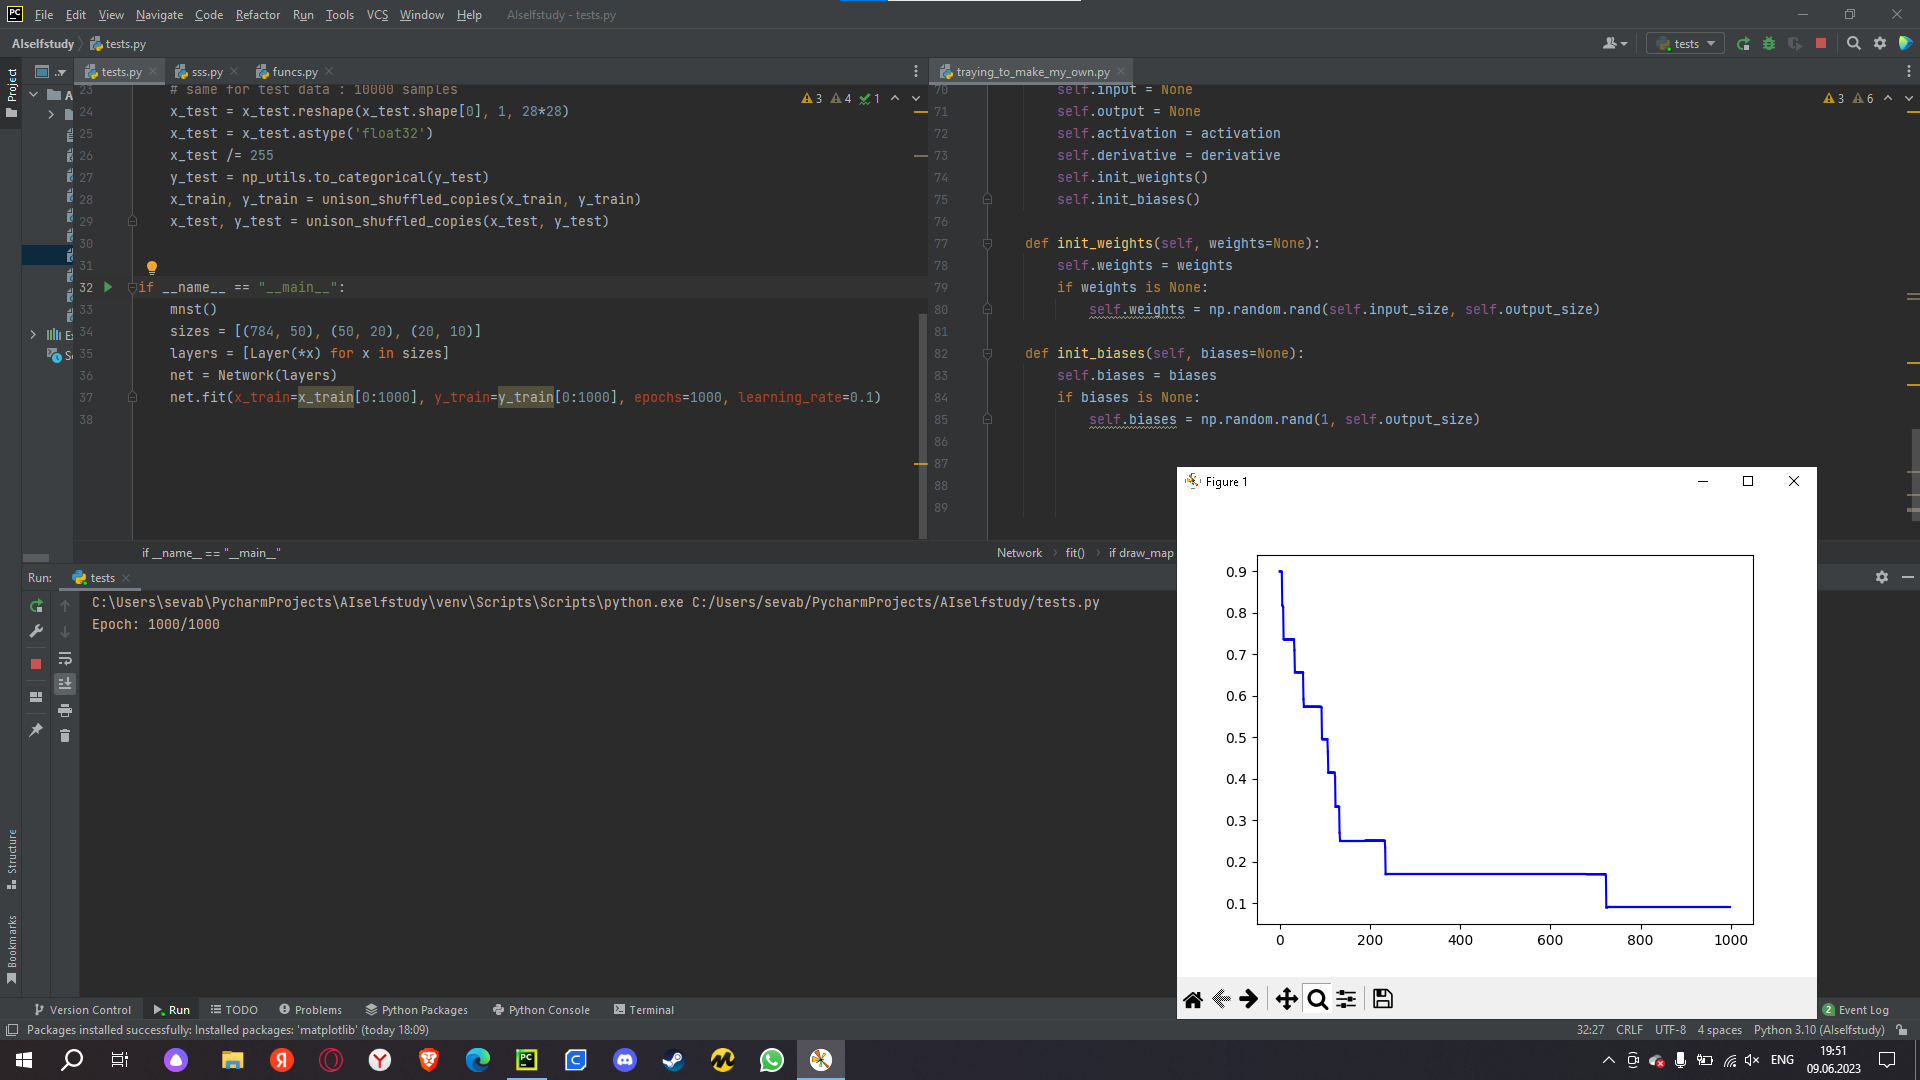 File Edit View Navigate Code Refactor Run Tools VCS Window Help AIselfstudy - tests.py
AIselfstudy tests.py
tests
Project
tests.py
sss.py
funcs.py
traying_to_make_my_own.py
3 4 1
23 # same for test data : 10000 samples
24 x_test = x_test.reshape(x_test.shape[0], 1, 28*28)
25 x_test = x_test.astype('float32')
26 x_test /= 255
27 y_test = np_utils.to_categorical(y_test)
28 x_train, y_train = unison_shuffled_copies(x_train, y_train)
29 x_test, y_test = unison_shuffled_copies(x_test, y_test)
30
31
32 if __name__ == "__main__":
33 mnst()
34 sizes = [(784, 50), (50, 20), (20, 10)]
35 layers = [Layer(*x) for x in sizes]
36 net = Network(layers)
37 net.fit(x_train=x_train[0:1000], y_train=y_train[0:1000], epochs=1000, learning_rate=0.1)
38
if __name__ == "__main__"
3 6
70 self.input = None
71 self.output = None
72 self.activation = activation
73 self.derivative = derivative
74 self.init_weights()
75 self.init_biases()
76
77 def init_weights(self, weights=None):
78 self.weights = weights
79 if weights is None:
80 self.weights = np.random.rand(self.input_size, self.output_size)
81
82 def init_biases(self, biases=None):
83 self.biases = biases
84 if biases is None:
85 self.biases = np.random.rand(1, self.output_size)
86
87
88
89
Network fit() if draw_map
Run: tests
C:\Users\sevab\PycharmProjects\AIselfstudy\venv\Scripts\Scripts\python.exe C:/Users/sevab/PycharmProjects/AIselfstudy/tests.py
Epoch: 1000/1000
Figure 1
0.9
0.8
0.7
0.6
0.5
0.4
0.3
0.2
0.1
0 200 400 600 800 1000
Structure
Bookmarks
Version Control Run TODO Problems Python Packages Python Console Terminal
2 Event Log
Packages installed successfully: Installed packages: 'matplotlib' (today 18:09)
32:27 CRLF UTF-8 4 spaces Python 3.10 (AIselfstudy)
ENG
19:51
09.06.2023